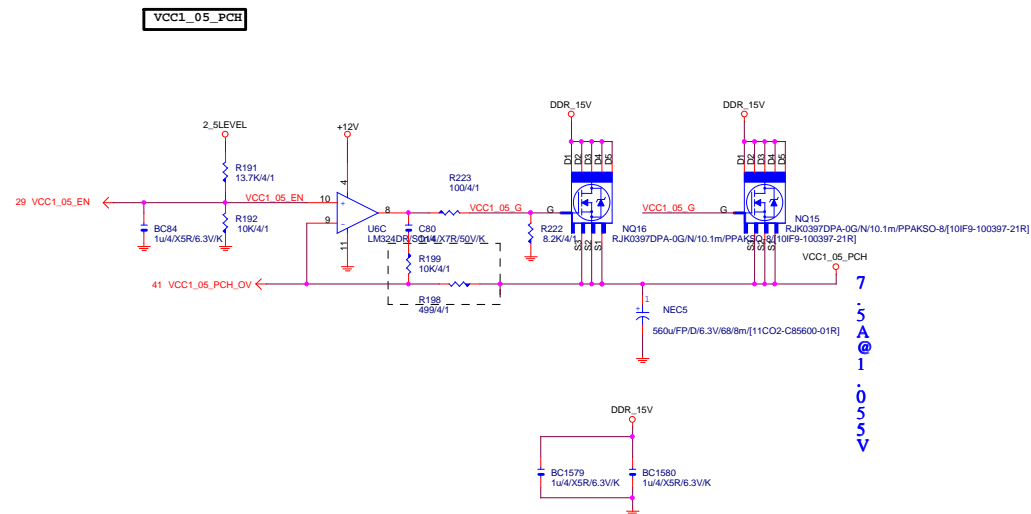 VCC1_05_PCH
DDR_15V
DDR_15V
2_5LEVEL
+12V
D1
D2
D3
D4
D5
D1
D2
D3
D4
D5
R191
13.7K/4/1
R223
100/4/1
4
29 VCC1_05_EN
VCC1_05_EN
10
+
8
VCC1_05_G
G
VCC1_05_G
G
9
-
BC84
1u/4/X5R/6.3V/K
R192
10K/4/1
U6C
LM324DR/SO14
11
C80
R222
8.2K/4/1
S3
S2
S1
NQ16
RJK0397DPA-0G/N/10.1m/PPAKSO-8/[10IF9-100397-21R]
S3
S2
S1
NQ15
RJK0397DPA-0G/N/10.1m/PPAKSO-8/[10IF9-100397-21R]
R199
10K/4/1
VCC1_05_PCH
41 VCC1_05_PCH_OV
R198
499/4/1
1
+
NEC5
560u/FP/D/6.3V/68/8m/[11CO2-C85600-01R]
7.5A@1.055V
DDR_15V
BC1579
1u/4/X5R/6.3V/K
BC1580
1u/4/X5R/6.3V/K